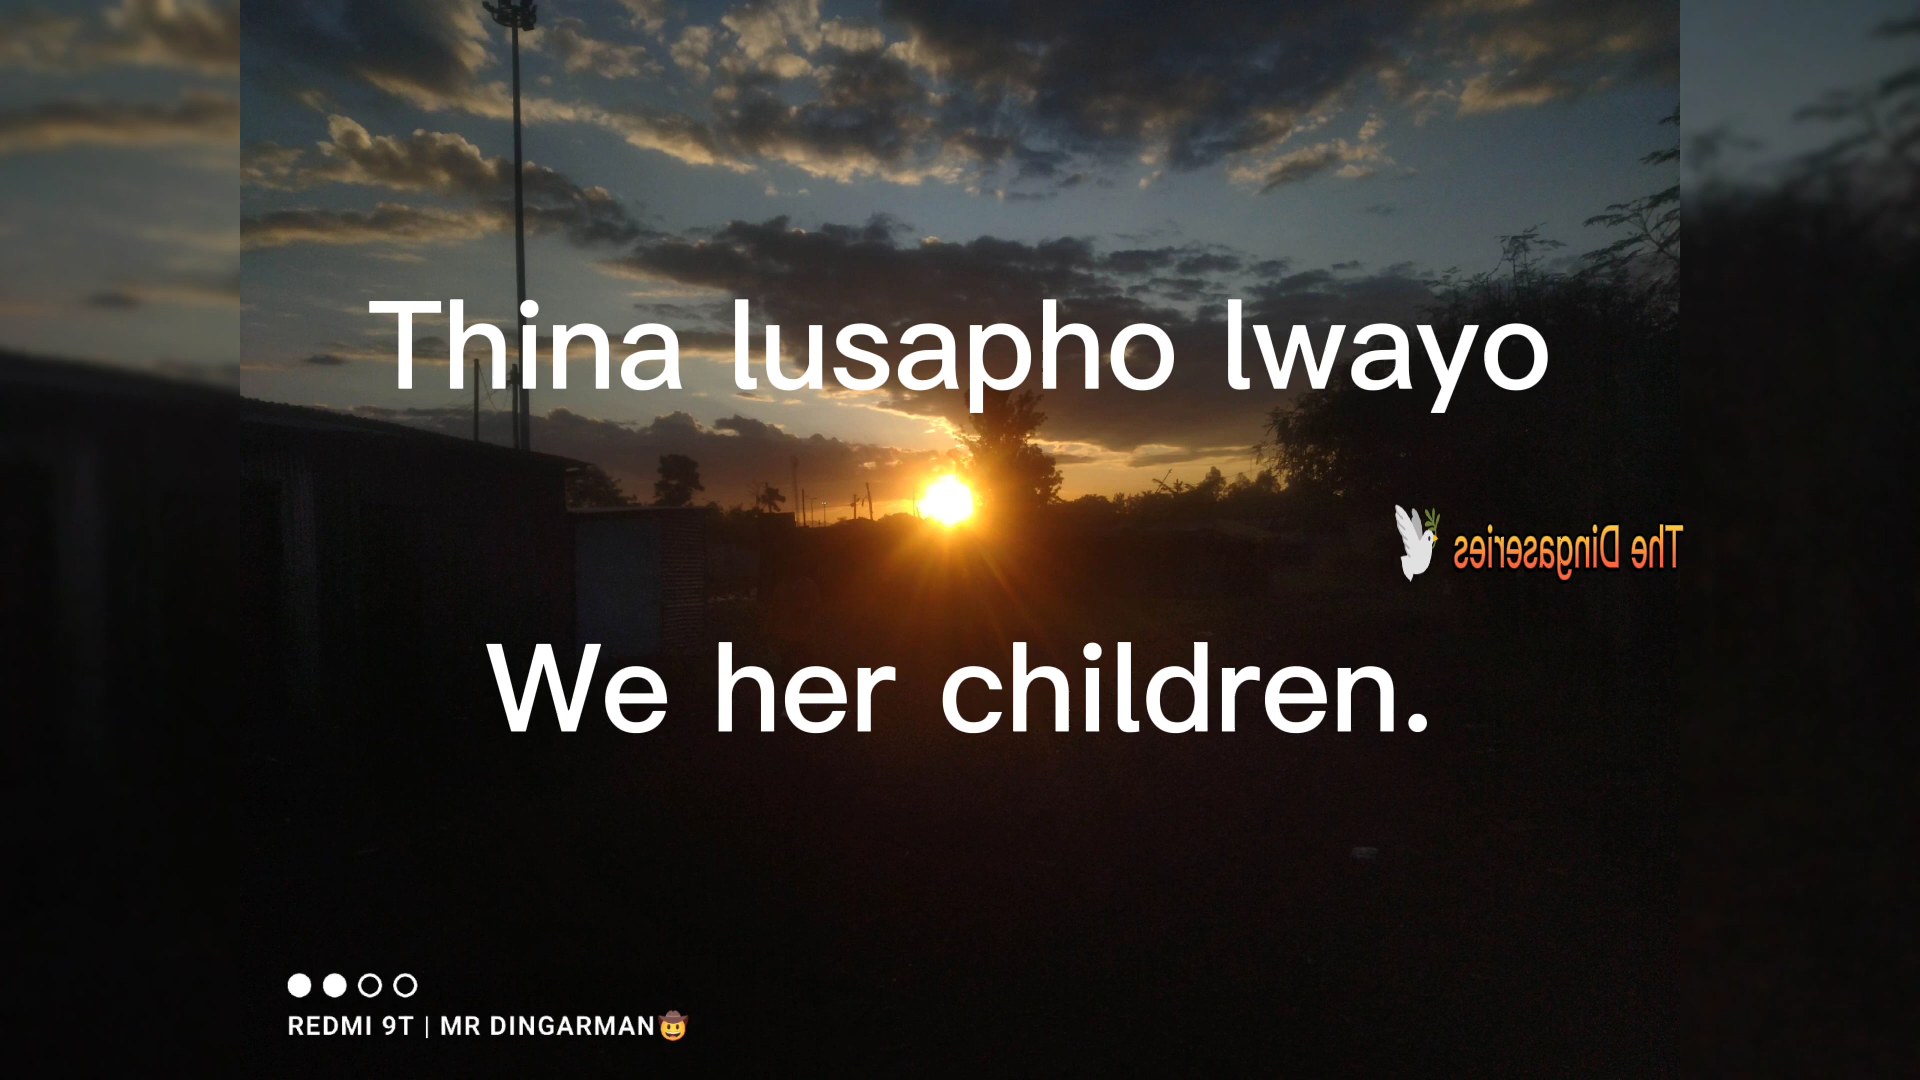 Thina lusapho lwayo
The Dingaseries
We her children.
REDMI 9T | MR DINGARMAN🤠